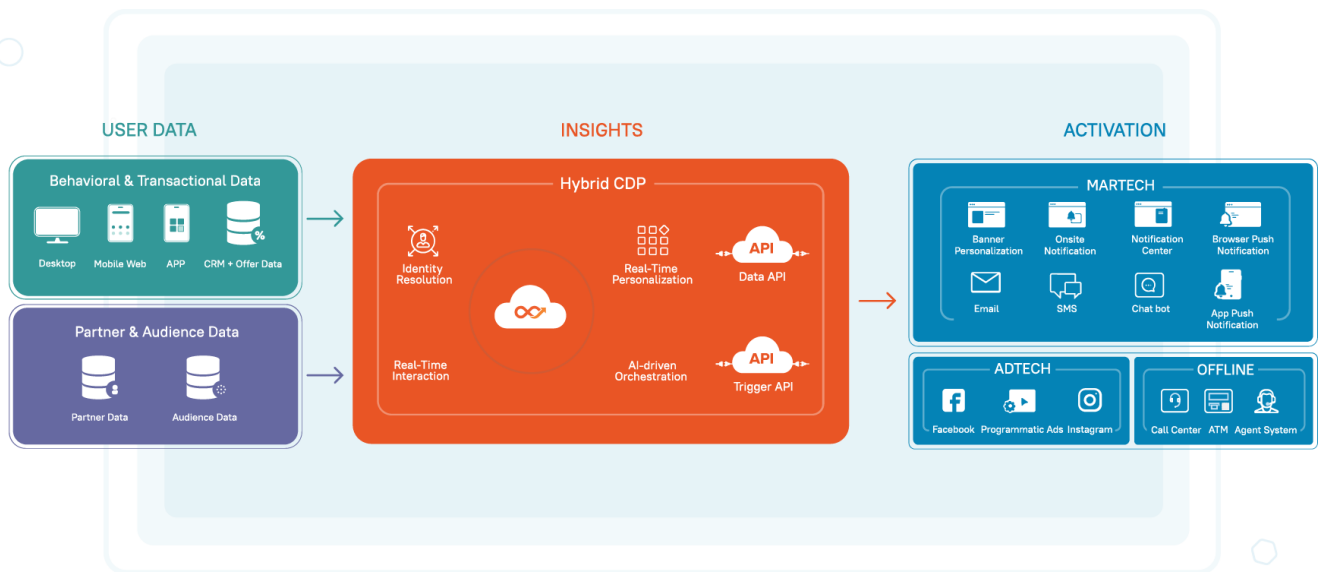 USER DATA
INSIGHTS
ACTIVATION
Behavioral & Transactional Data
Desktop
Mobile Web
APP
%
CRM + Offer Data
Partner & Audience Data
Partner Data
Audience Data
Hybrid CDP
Identity
Resolution
Real-Time
Personalization
API
Data API
Real-Time
Interaction
AI-driven
Orchestration
API
Trigger API
MARTECH
Banner
Personalization
Onsite
Notification
Notification
Center
Browser Push
Notification
Email
SMS
Chat bot
App Push
Notification
ADTECH
Facebook
Programmatic Ads
Instagram
OFFLINE
Call Center
ATM
Agent System